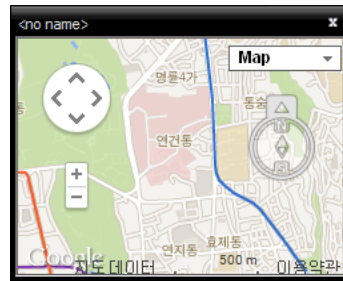 <no name> x
Map
명륜4가
동숭
연건동
+
N
−
S
연지동
효제동
Google
지도 데이터
500 m
이용약관